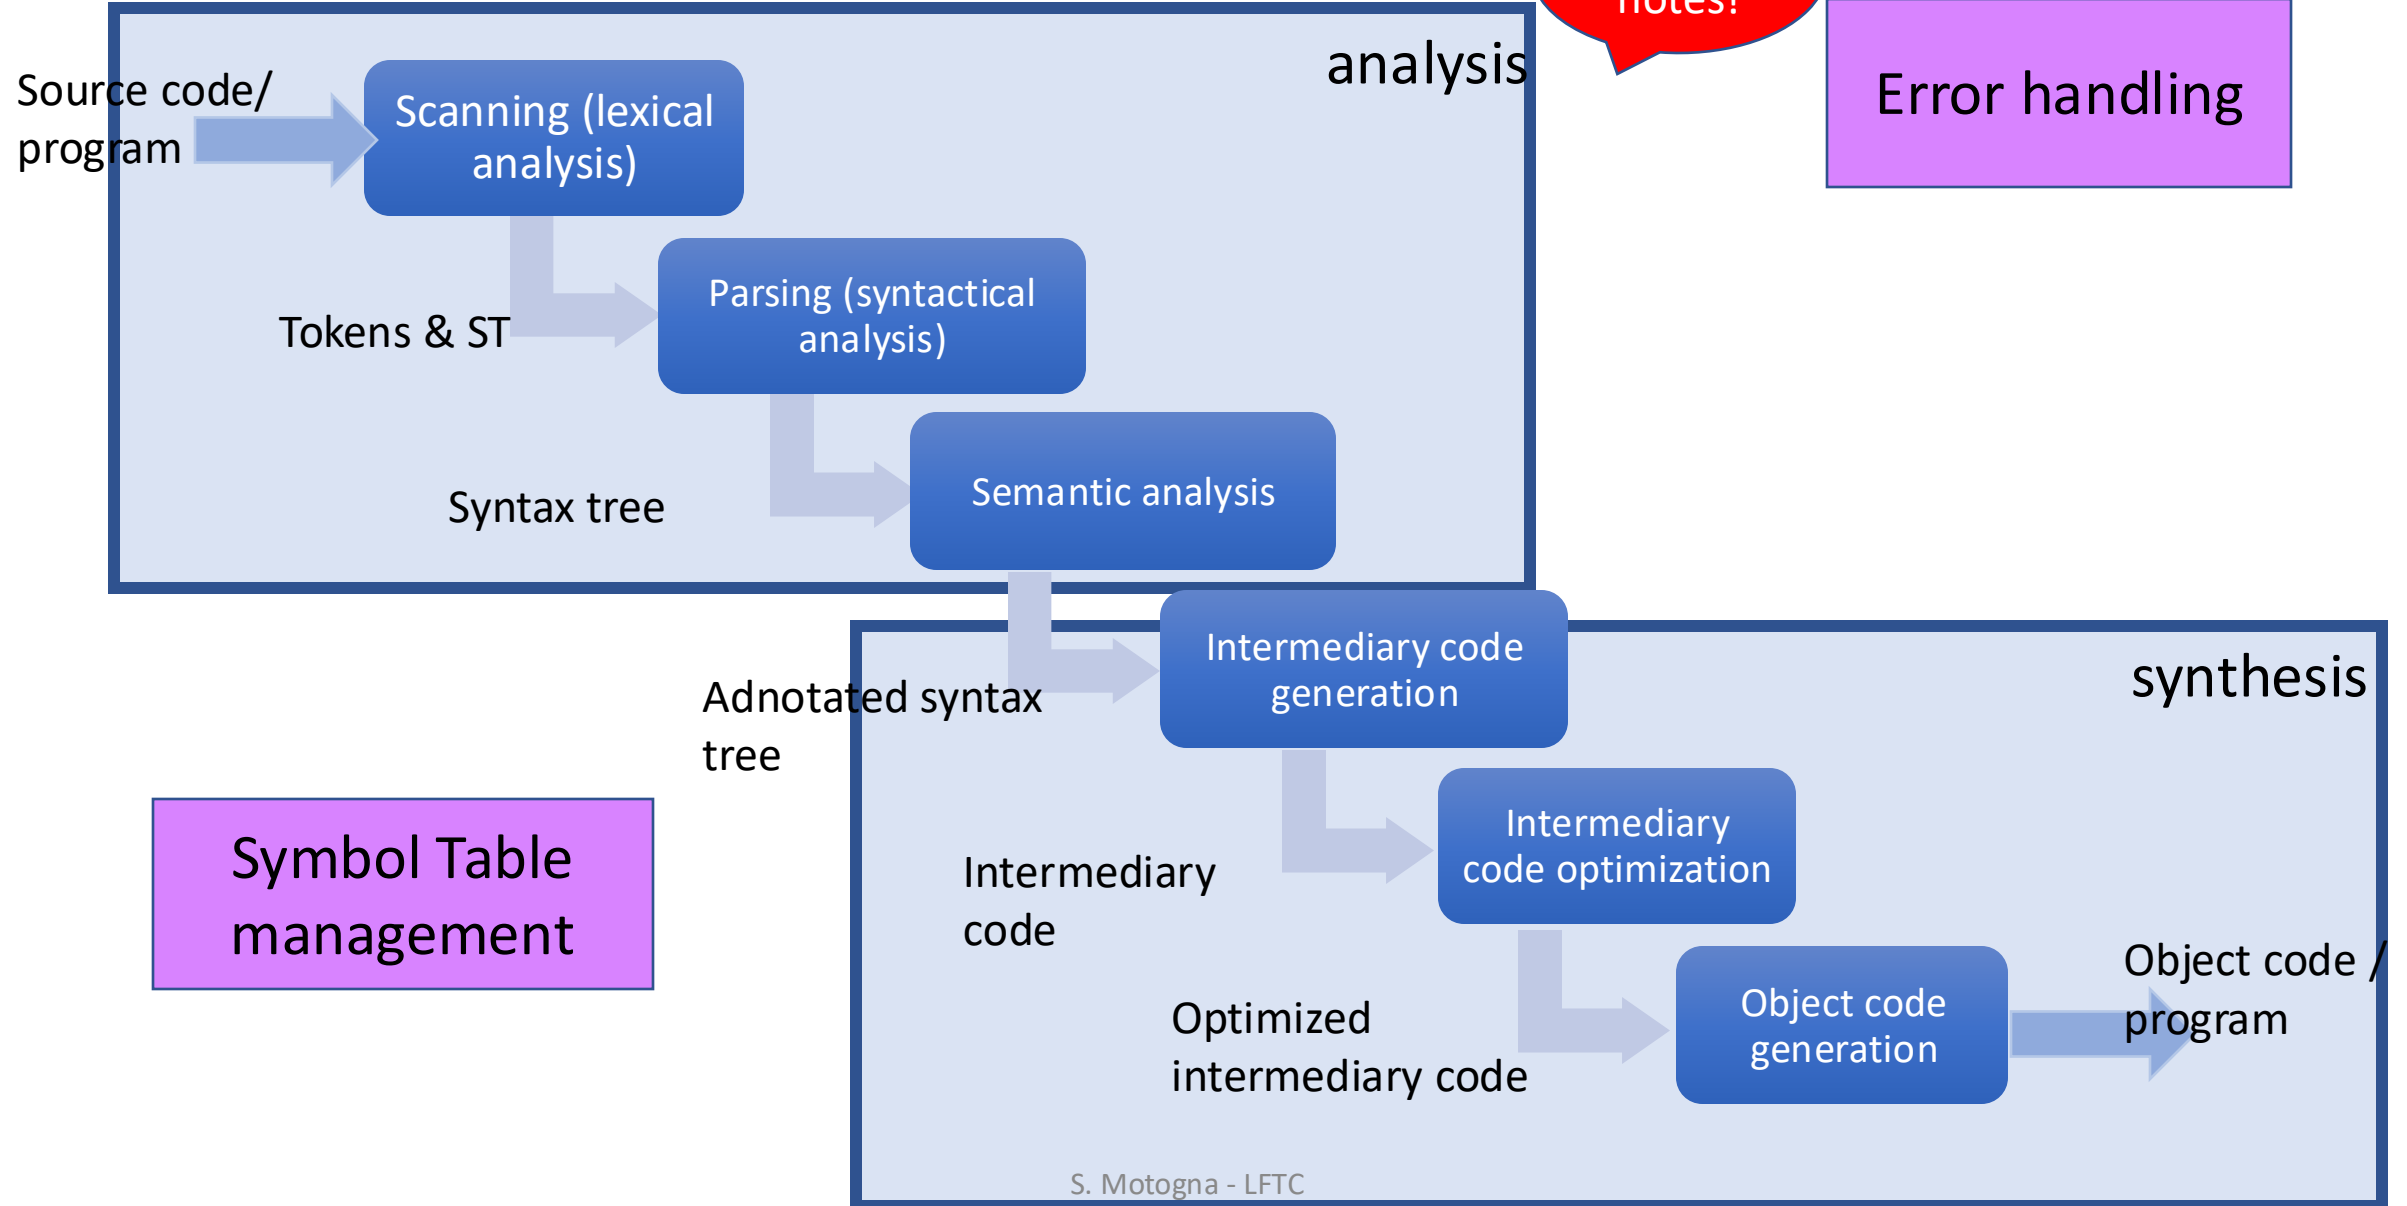 notes!
analysis
Error handling
Source code/
program
Scanning (lexical
analysis)
Parsing (syntactical
analysis)
Tokens & ST
Semantic analysis
Syntax tree
Intermediary code
generation
synthesis
Adnotated syntax
tree
Intermediary
code optimization
Symbol Table
management
Intermediary
code
Object code /
program
Object code
generation
Optimized
intermediary code
S. Motogna - LFTC